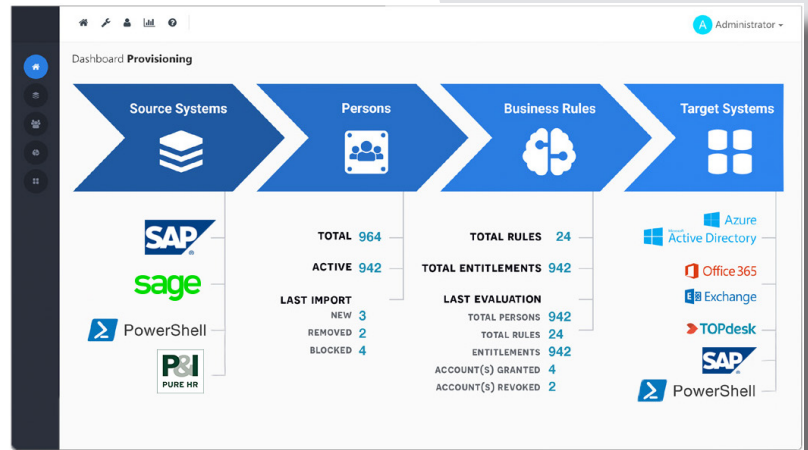 A Administrator
Dashboard Provisioning
Source Systems
Persons
Business Rules
Target Systems
SAP
sage
PowerShell
P&I
PURE HR
TOTAL 964
ACTIVE 942
LAST IMPORT
NEW 3
REMOVED 2
BLOCKED 4
TOTAL RULES 24
TOTAL ENTITLEMENTS 942
LAST EVALUATION
TOTAL PERSONS 942
TOTAL RULES 24
ENTITLEMENTS 942
ACCOUNT(S) GRANTED 4
ACCOUNT(S) REVOKED 2
Azure
Microsoft
Active Directory
Office 365
Exchange
TOPdesk
SAP
PowerShell